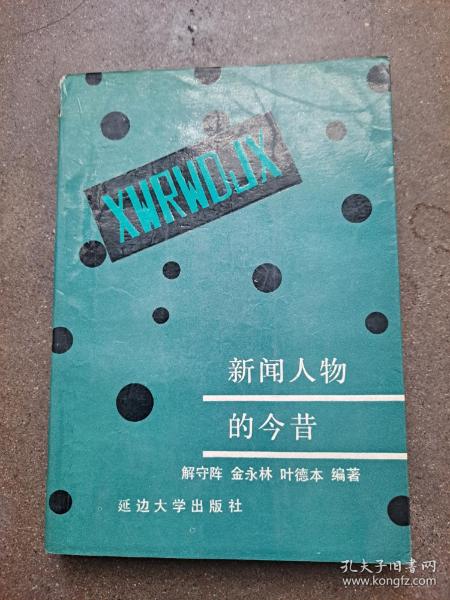 XWRWDJX
新闻人物
的今昔
解守阵 金永林 叶德本 编著
延边大学出版社
孔夫子旧书网
www.kongfz.com